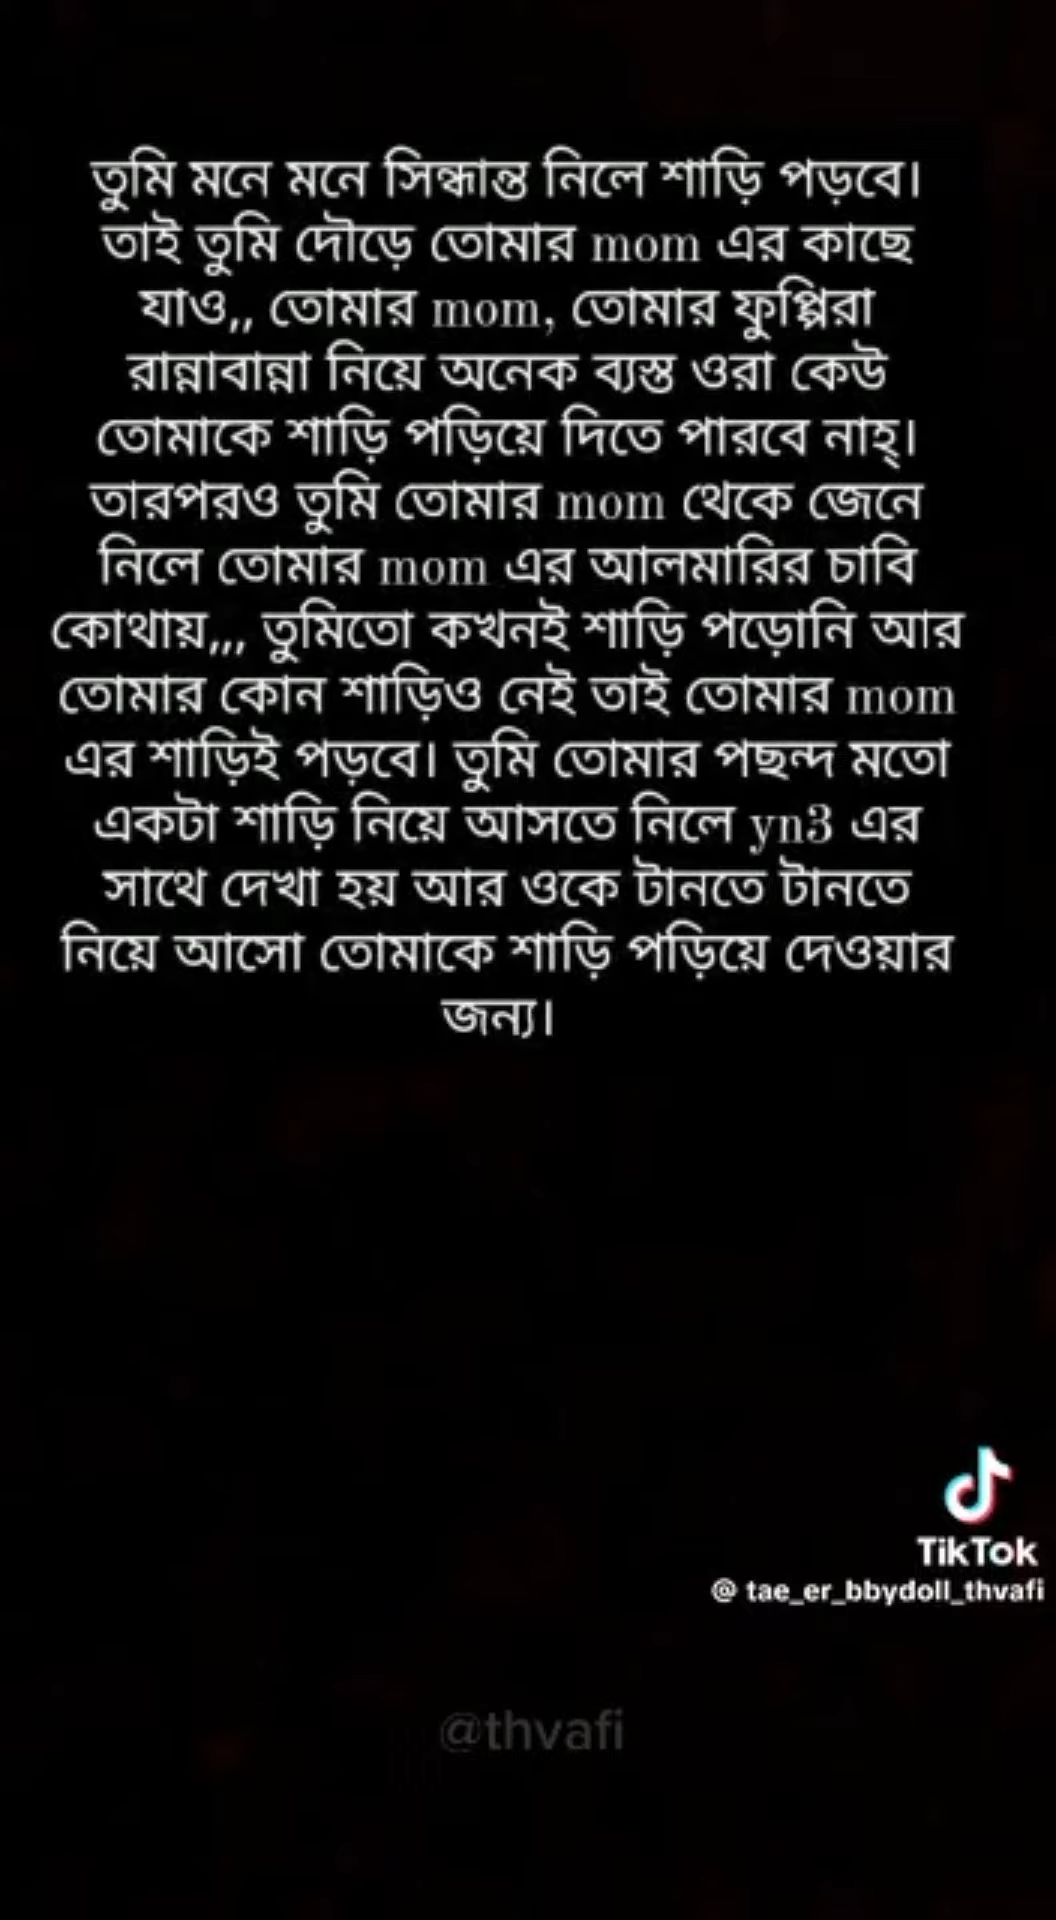 তুমি মনে মনে সিন্ধান্ত নিলে শাড়ি পড়বে।
তাই তুমি দৌড়ে তোমার mom এর কাছে
যাও,, তোমার mom, তোমার ফুপ্পিরা
রান্নাবান্না নিয়ে অনেক ব্যস্ত ওরা কেউ
তোমাকে শাড়ি পড়িয়ে দিতে পারবে নাহ্।
তারপরও তুমি তোমার mom থেকে জেনে
নিলে তোমার mom এর আলমারির চাবি
কোথায়,,, তুমিতো কখনই শাড়ি পড়োনি আর
তোমার কোন শাড়িও নেই তাই তোমার mom
এর শাড়িই পড়বে। তুমি তোমার পছন্দ মতো
একটা শাড়ি নিয়ে আসতে নিলে yn3 এর
সাথে দেখা হয় আর ওকে টানতে টানতে
নিয়ে আসো তোমাকে শাড়ি পড়িয়ে দেওয়ার
জন্য।
TikTok
@ tae_er_bbydoll_thvafi
@thvafi